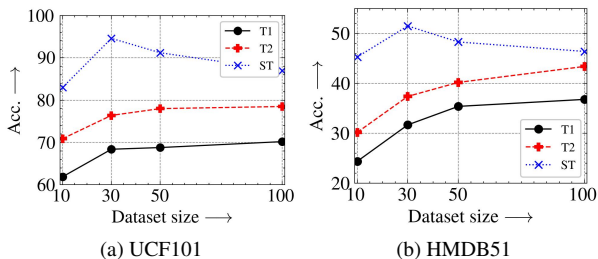 100
90
80
70
60
Acc. ⟶
T1
T2
ST
10
30
50
100
Dataset size ⟶
(a) UCF101
50
40
30
20
Acc. ⟶
T1
T2
ST
10
30
50
100
Dataset size ⟶
(b) HMDB51